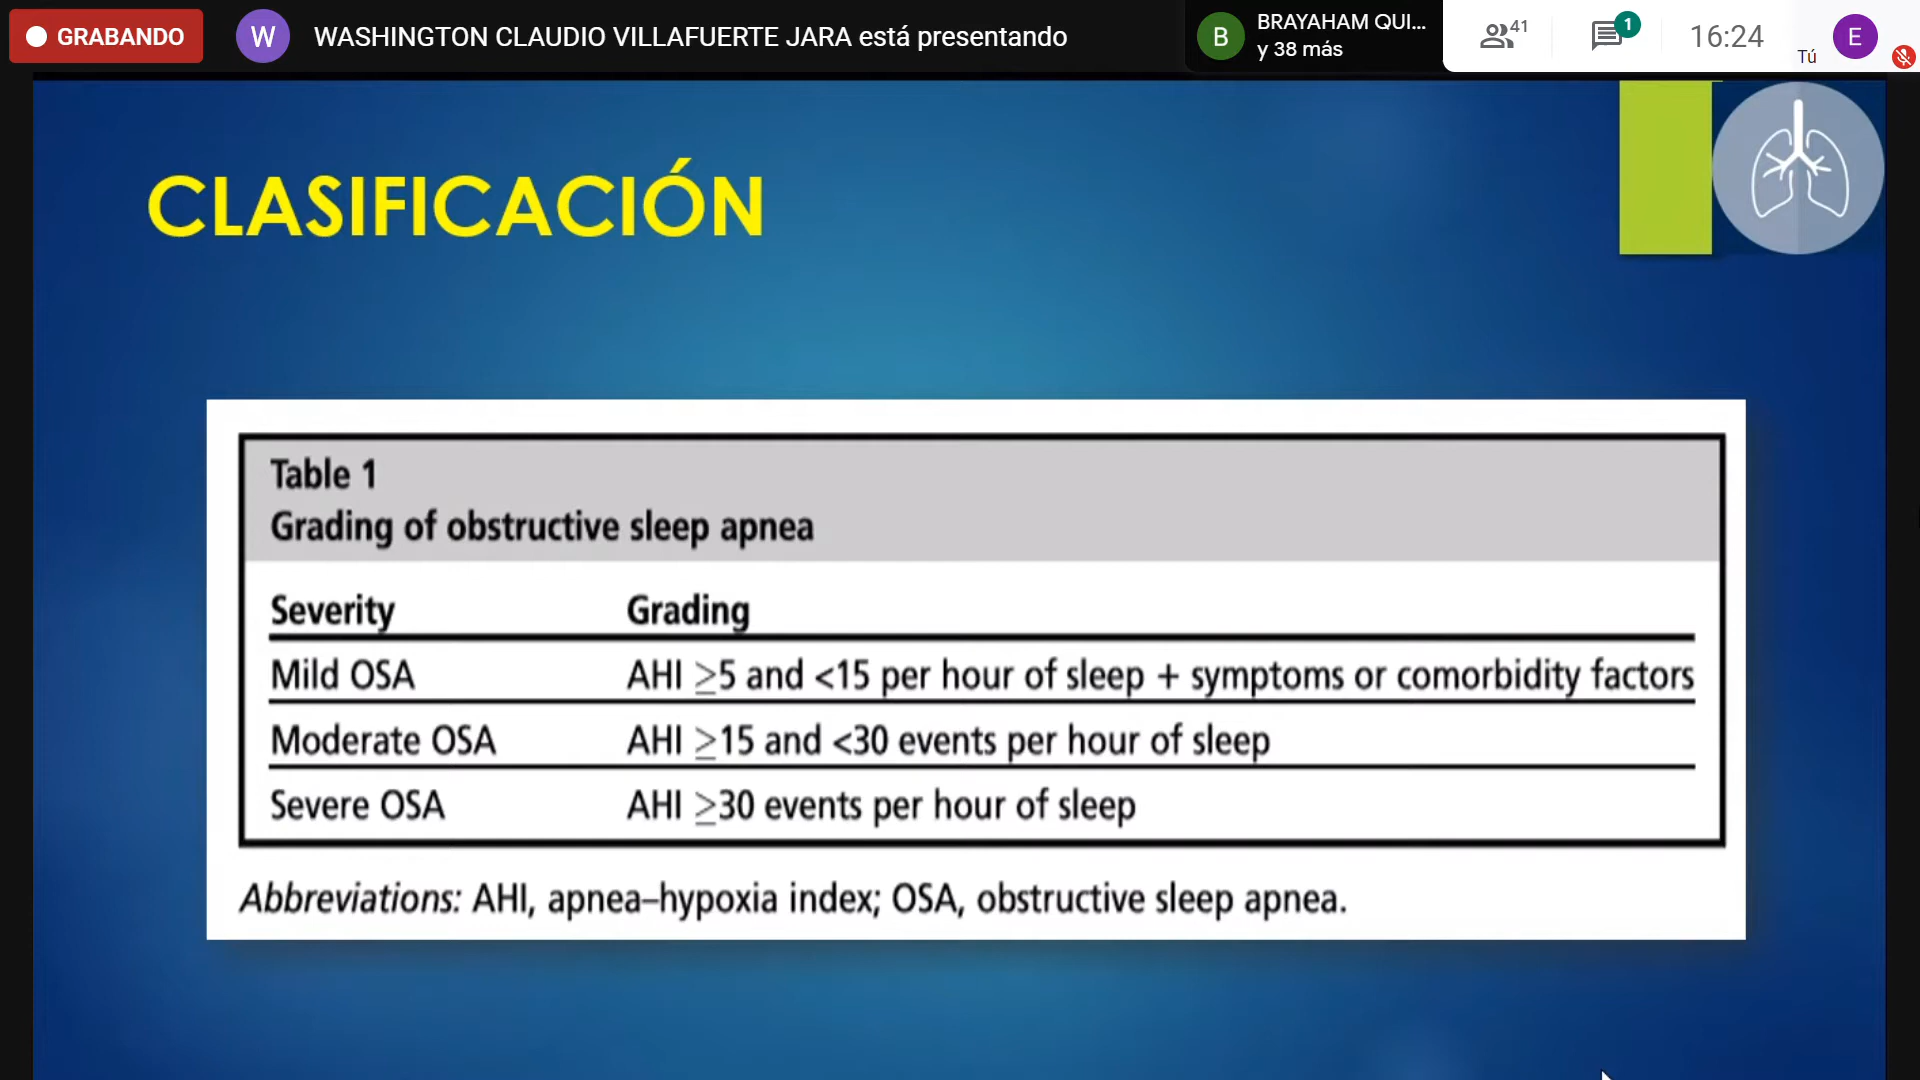 GRABANDO
W
WASHINGTON CLAUDIO VILLAFUERTE JARA está presentando
B
BRAYAHAM QUI...
y 38 más
41
1
16:24
Tú
E
CLASIFICACIÓN
Table 1
Grading of obstructive sleep apnea
Severity Grading
Mild OSA AHI ≥5 and <15 per hour of sleep + symptoms or comorbidity factors
Moderate OSA AHI ≥15 and <30 events per hour of sleep
Severe OSA AHI ≥30 events per hour of sleep
Abbreviations: AHI, apnea–hypoxia index; OSA, obstructive sleep apnea.